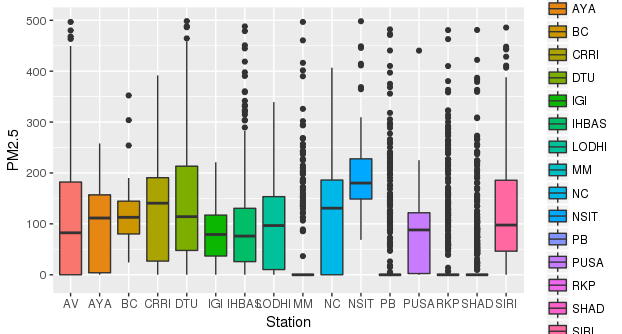 500
400
300
200
100
0
PM2.5
AV AYA BC CRRI DTU IGI IHBAS LODHI MM NC NSIT PB PUSA RKP SHAD SIRI
Station
AYA
BC
CRRI
DTU
IGI
IHBAS
LODHI
MM
NC
NSIT
PB
PUSA
RKP
SHAD
SIRI